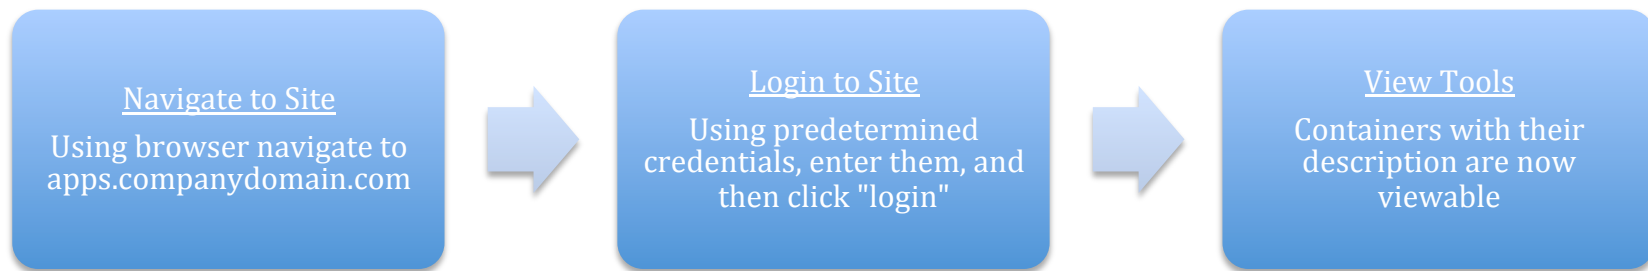 Navigate to Site
Using browser navigate to
apps.companydomain.com
Login to Site
Using predetermined
credentials, enter them, and
then click "login"
View Tools
Containers with their
description are now
viewable